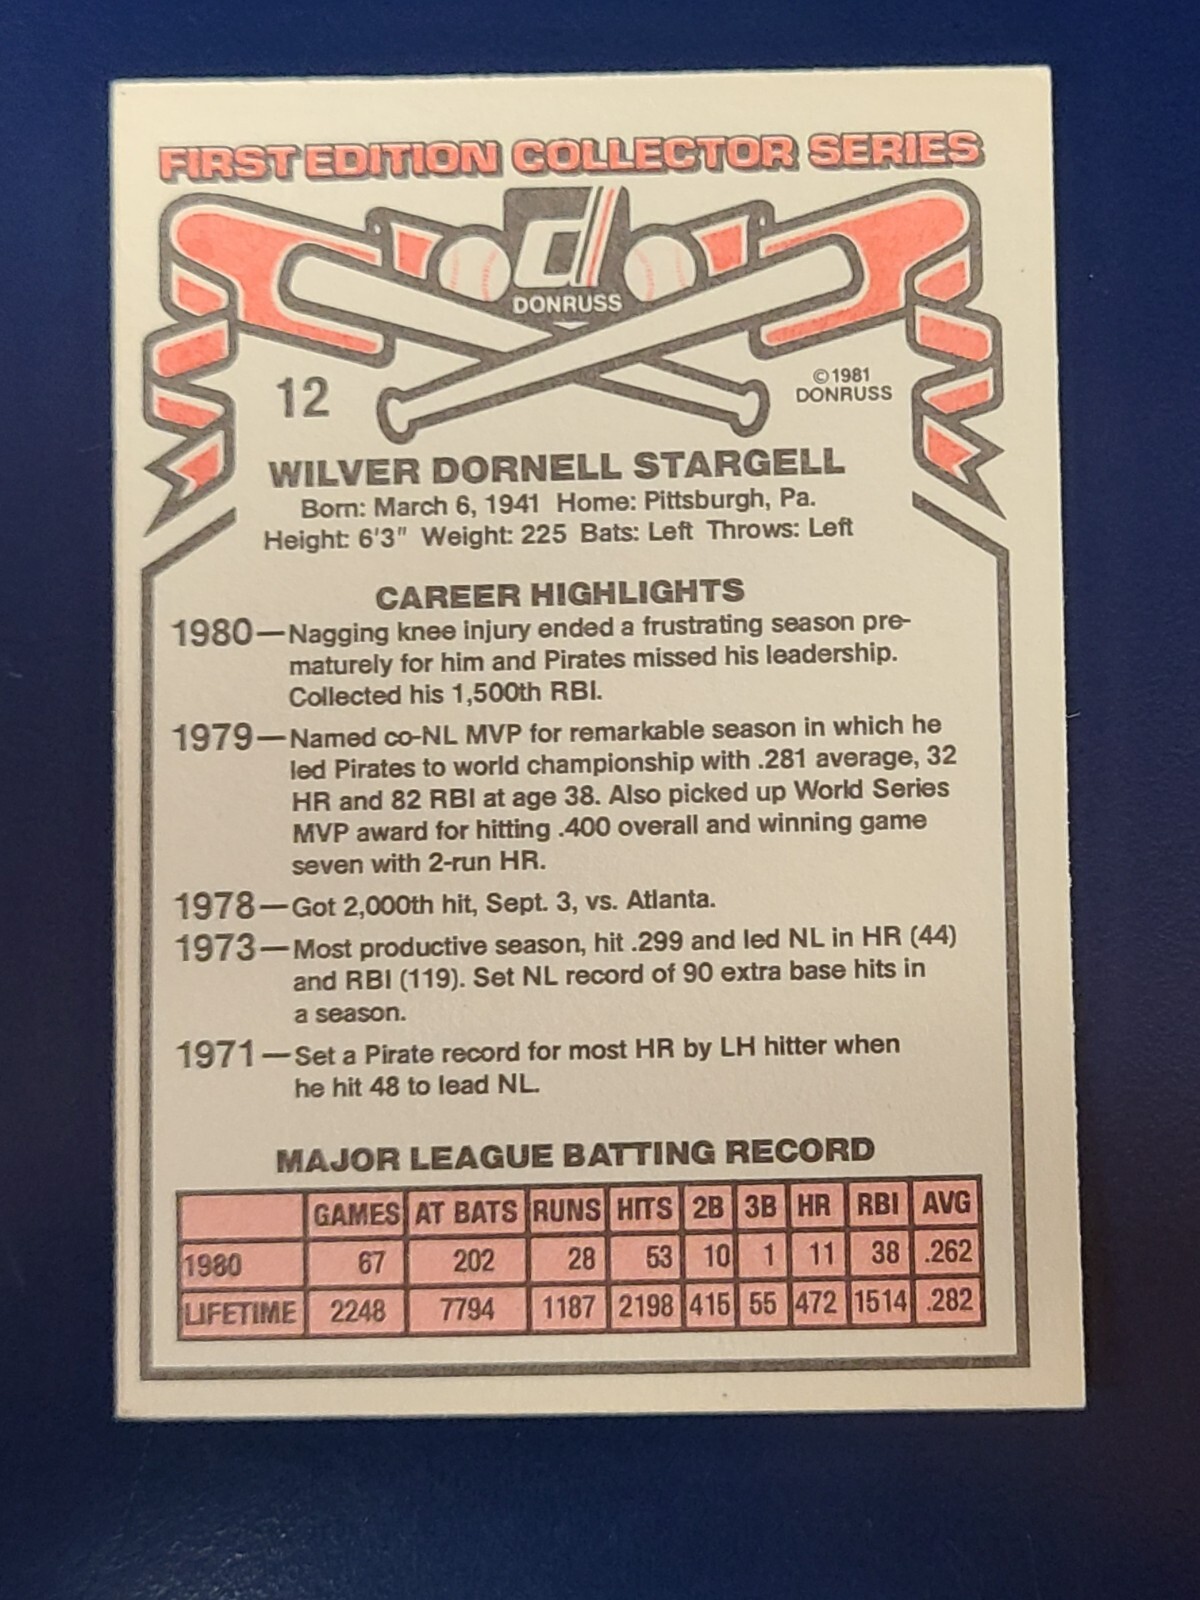 FIRST EDITION COLLECTOR SERIES
d
DONRUSS
12
©1981
DONRUSS
WILVER DORNELL STARGELL
Born: March 6, 1941 Home: Pittsburgh, Pa.
Height: 6'3" Weight: 225 Bats: Left Throws: Left
CAREER HIGHLIGHTS
1980—Nagging knee injury ended a frustrating season pre-
maturely for him and Pirates missed his leadership.
Collected his 1,500th RBI.
1979—Named co-NL MVP for remarkable season in which he
led Pirates to world championship with .281 average, 32
HR and 82 RBI at age 38. Also picked up World Series
MVP award for hitting .400 overall and winning game
seven with 2-run HR.
1978—Got 2,000th hit, Sept. 3, vs. Atlanta.
1973—Most productive season, hit .299 and led NL in HR (44)
and RBI (119). Set NL record of 90 extra base hits in
a season.
1971—Set a Pirate record for most HR by LH hitter when
he hit 48 to lead NL.
MAJOR LEAGUE BATTING RECORD
GAMES AT BATS RUNS HITS 2B 3B HR RBI AVG
1980 67 202 28 53 10 1 11 38 .262
LIFETIME 2248 7794 1187 2198 415 55 472 1514 .282